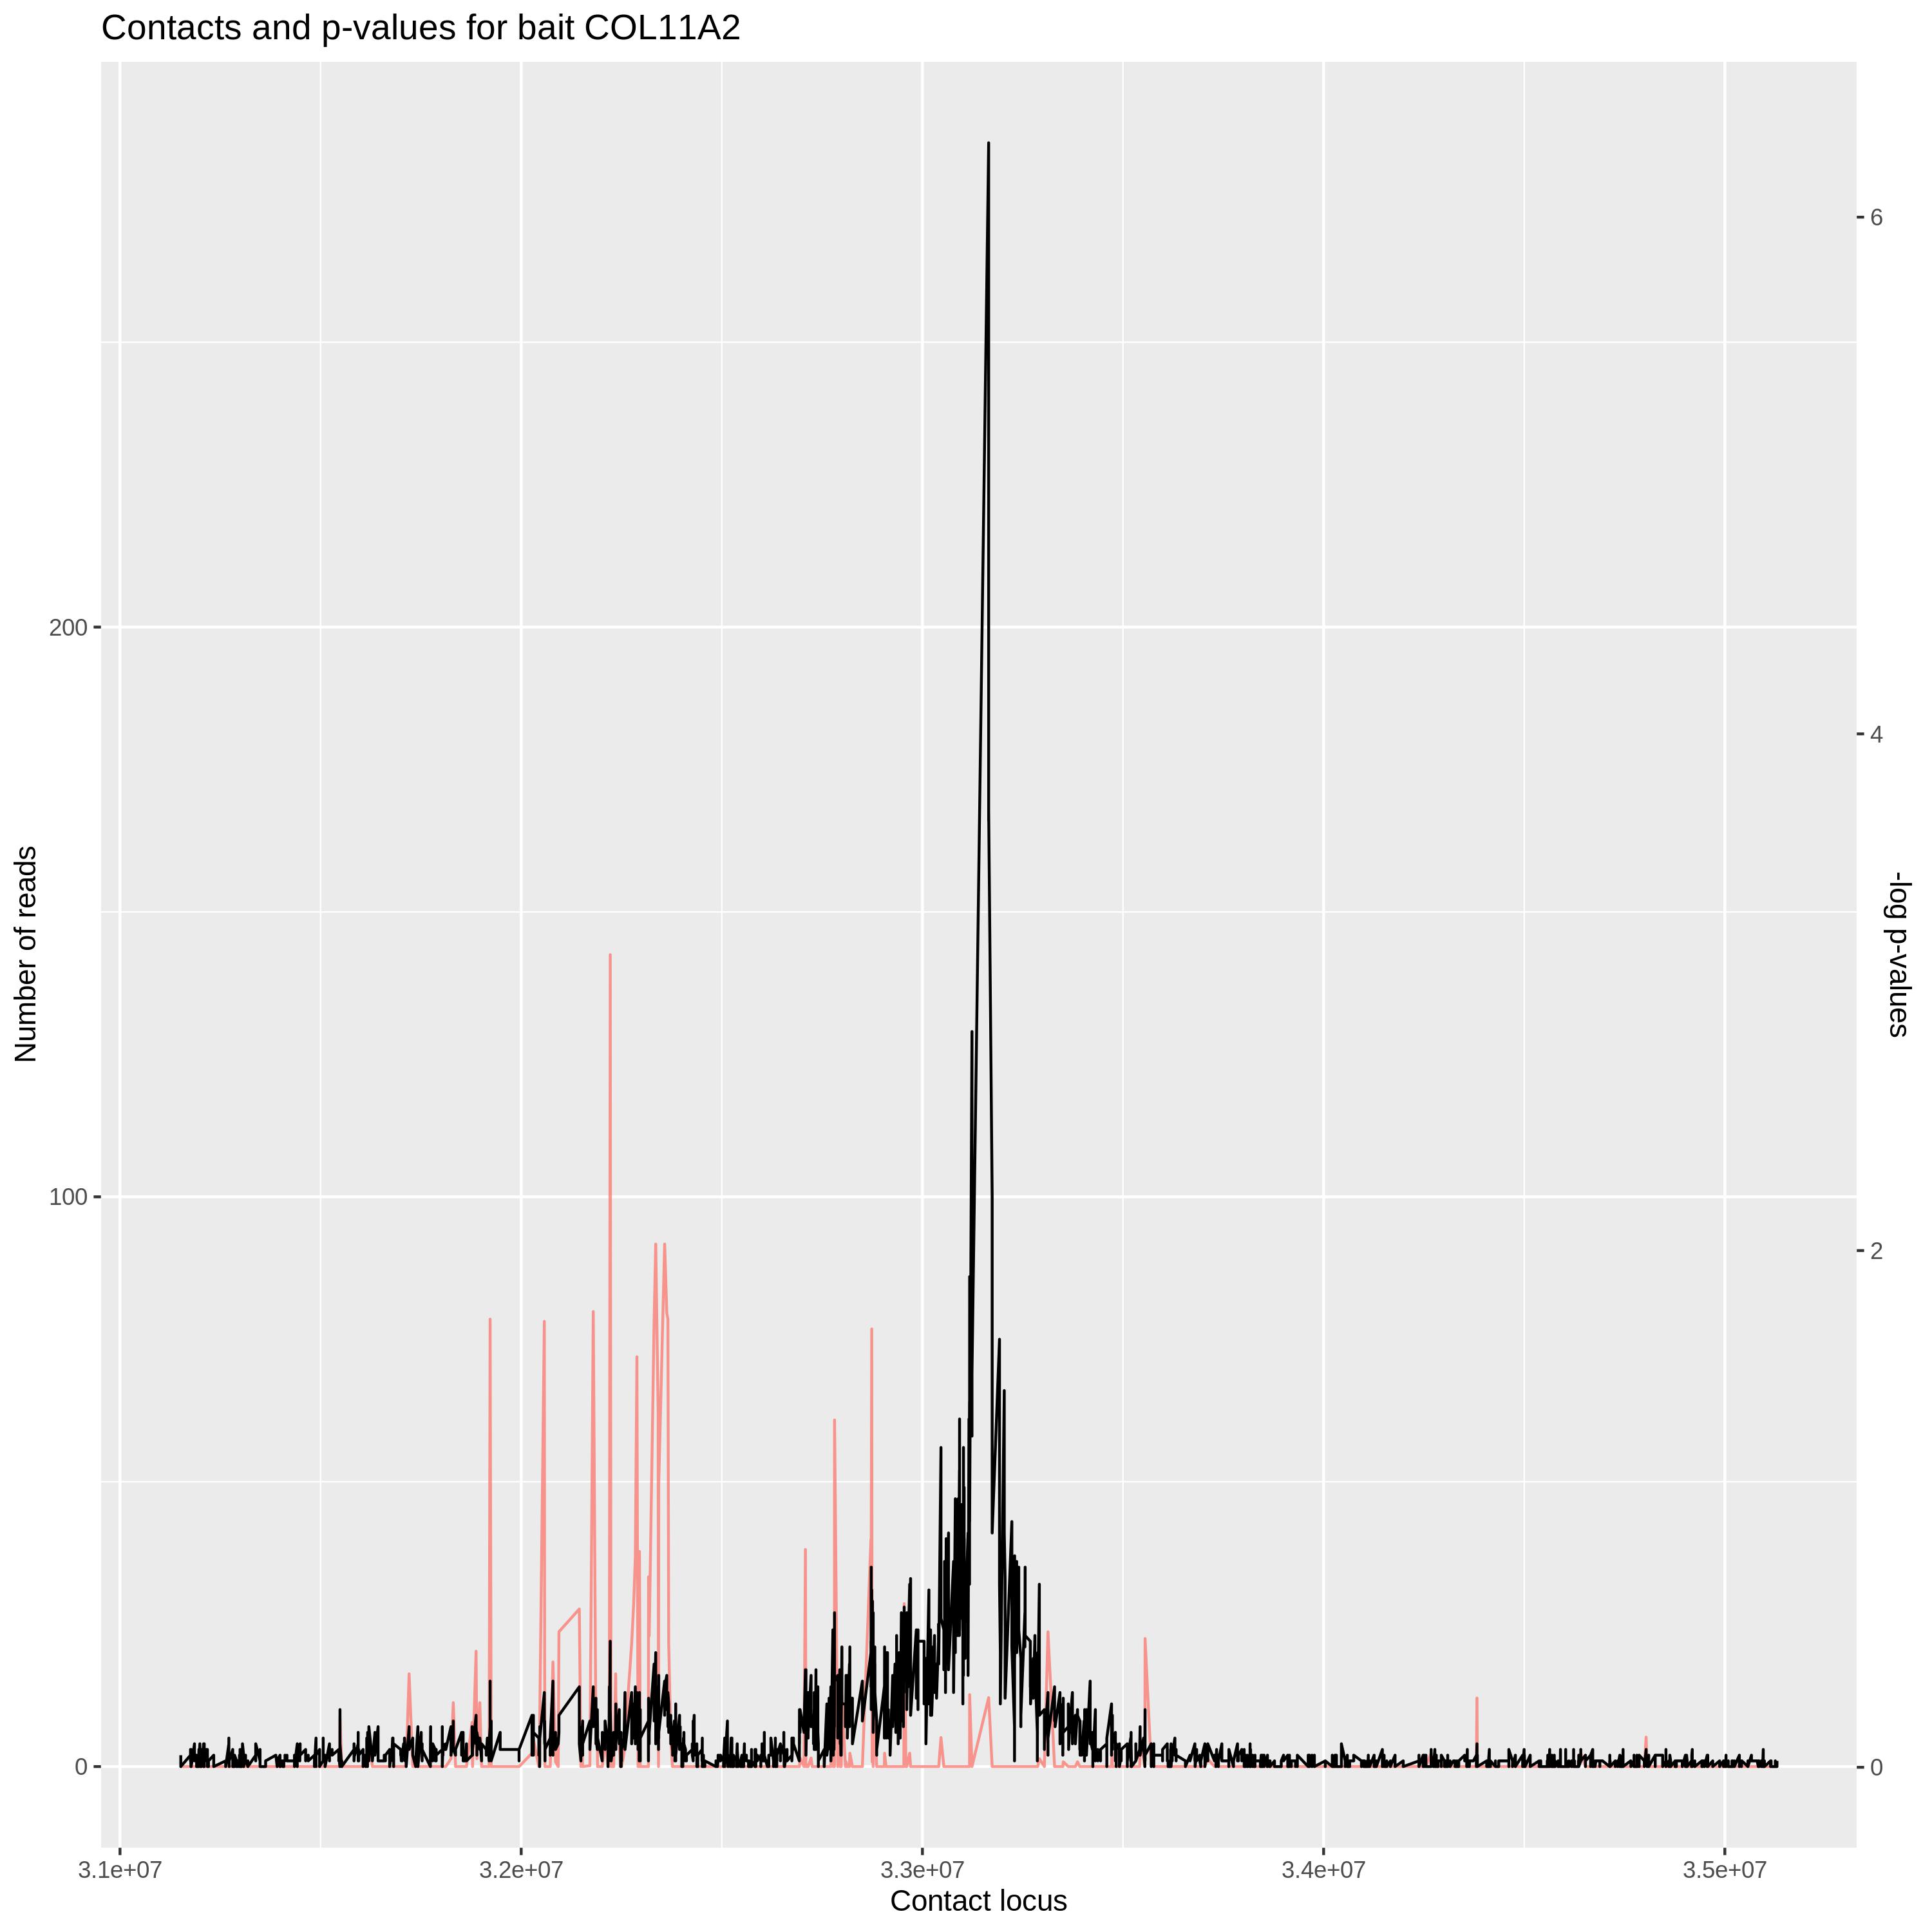 Contacts and p-values for bait COL11A2
Number of reads
200
100
0
6
4
2
0
-log p-values
3.1e+07 3.2e+07 3.3e+07 3.4e+07 3.5e+07
Contact locus